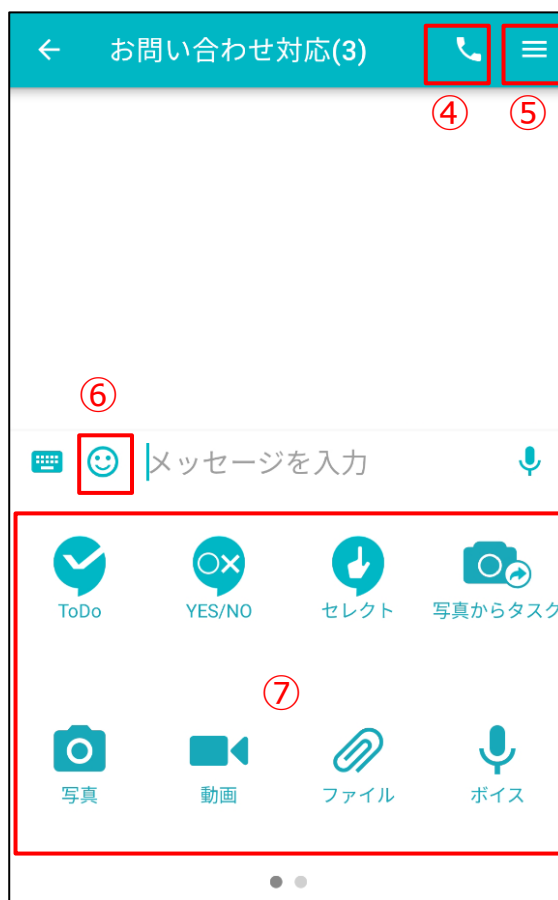 お問い合わせ対応(3)
④ ⑤
⑥
メッセージを入力
ToDo YES/NO セレクト 写真からタスク
⑦
写真 動画 ファイル ボイス